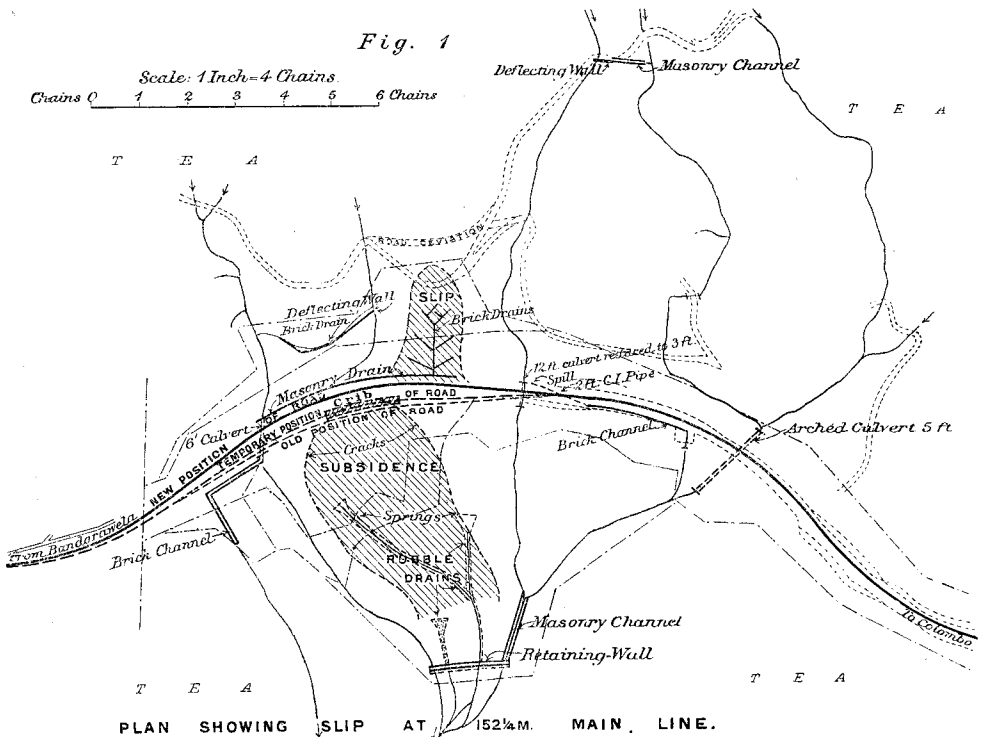 Fig. 1
Scale: 1 Inch=4 Chains.
Chains 0 1 2 3 4 5 6 Chains
Deflecting Wall
Masonry Channel
T E A
T E A
ROAD DEVIATION
SLIP
Deflecting Wall
Brick Drain
Brick Drains
12 ft. culvert reduced to 3 ft.
Spill
2 ft. C.I. Pipe
Masonry Drain
6' Culvert
NEW POSITION OF ROAD
TEMPORARY POSITION OF ROAD
Crib
OLD POSITION OF ROAD
Brick Channel
Arched Culvert 5 ft
Cracks
SUBSIDENCE
Springs
from Bandarawela
Brick Channel
RUBBLE
DRAINS
Masonry Channel
Retaining-Wall
To Colombo
T E A
T E A
PLAN SHOWING SLIP AT 152¼M. MAIN. LINE.